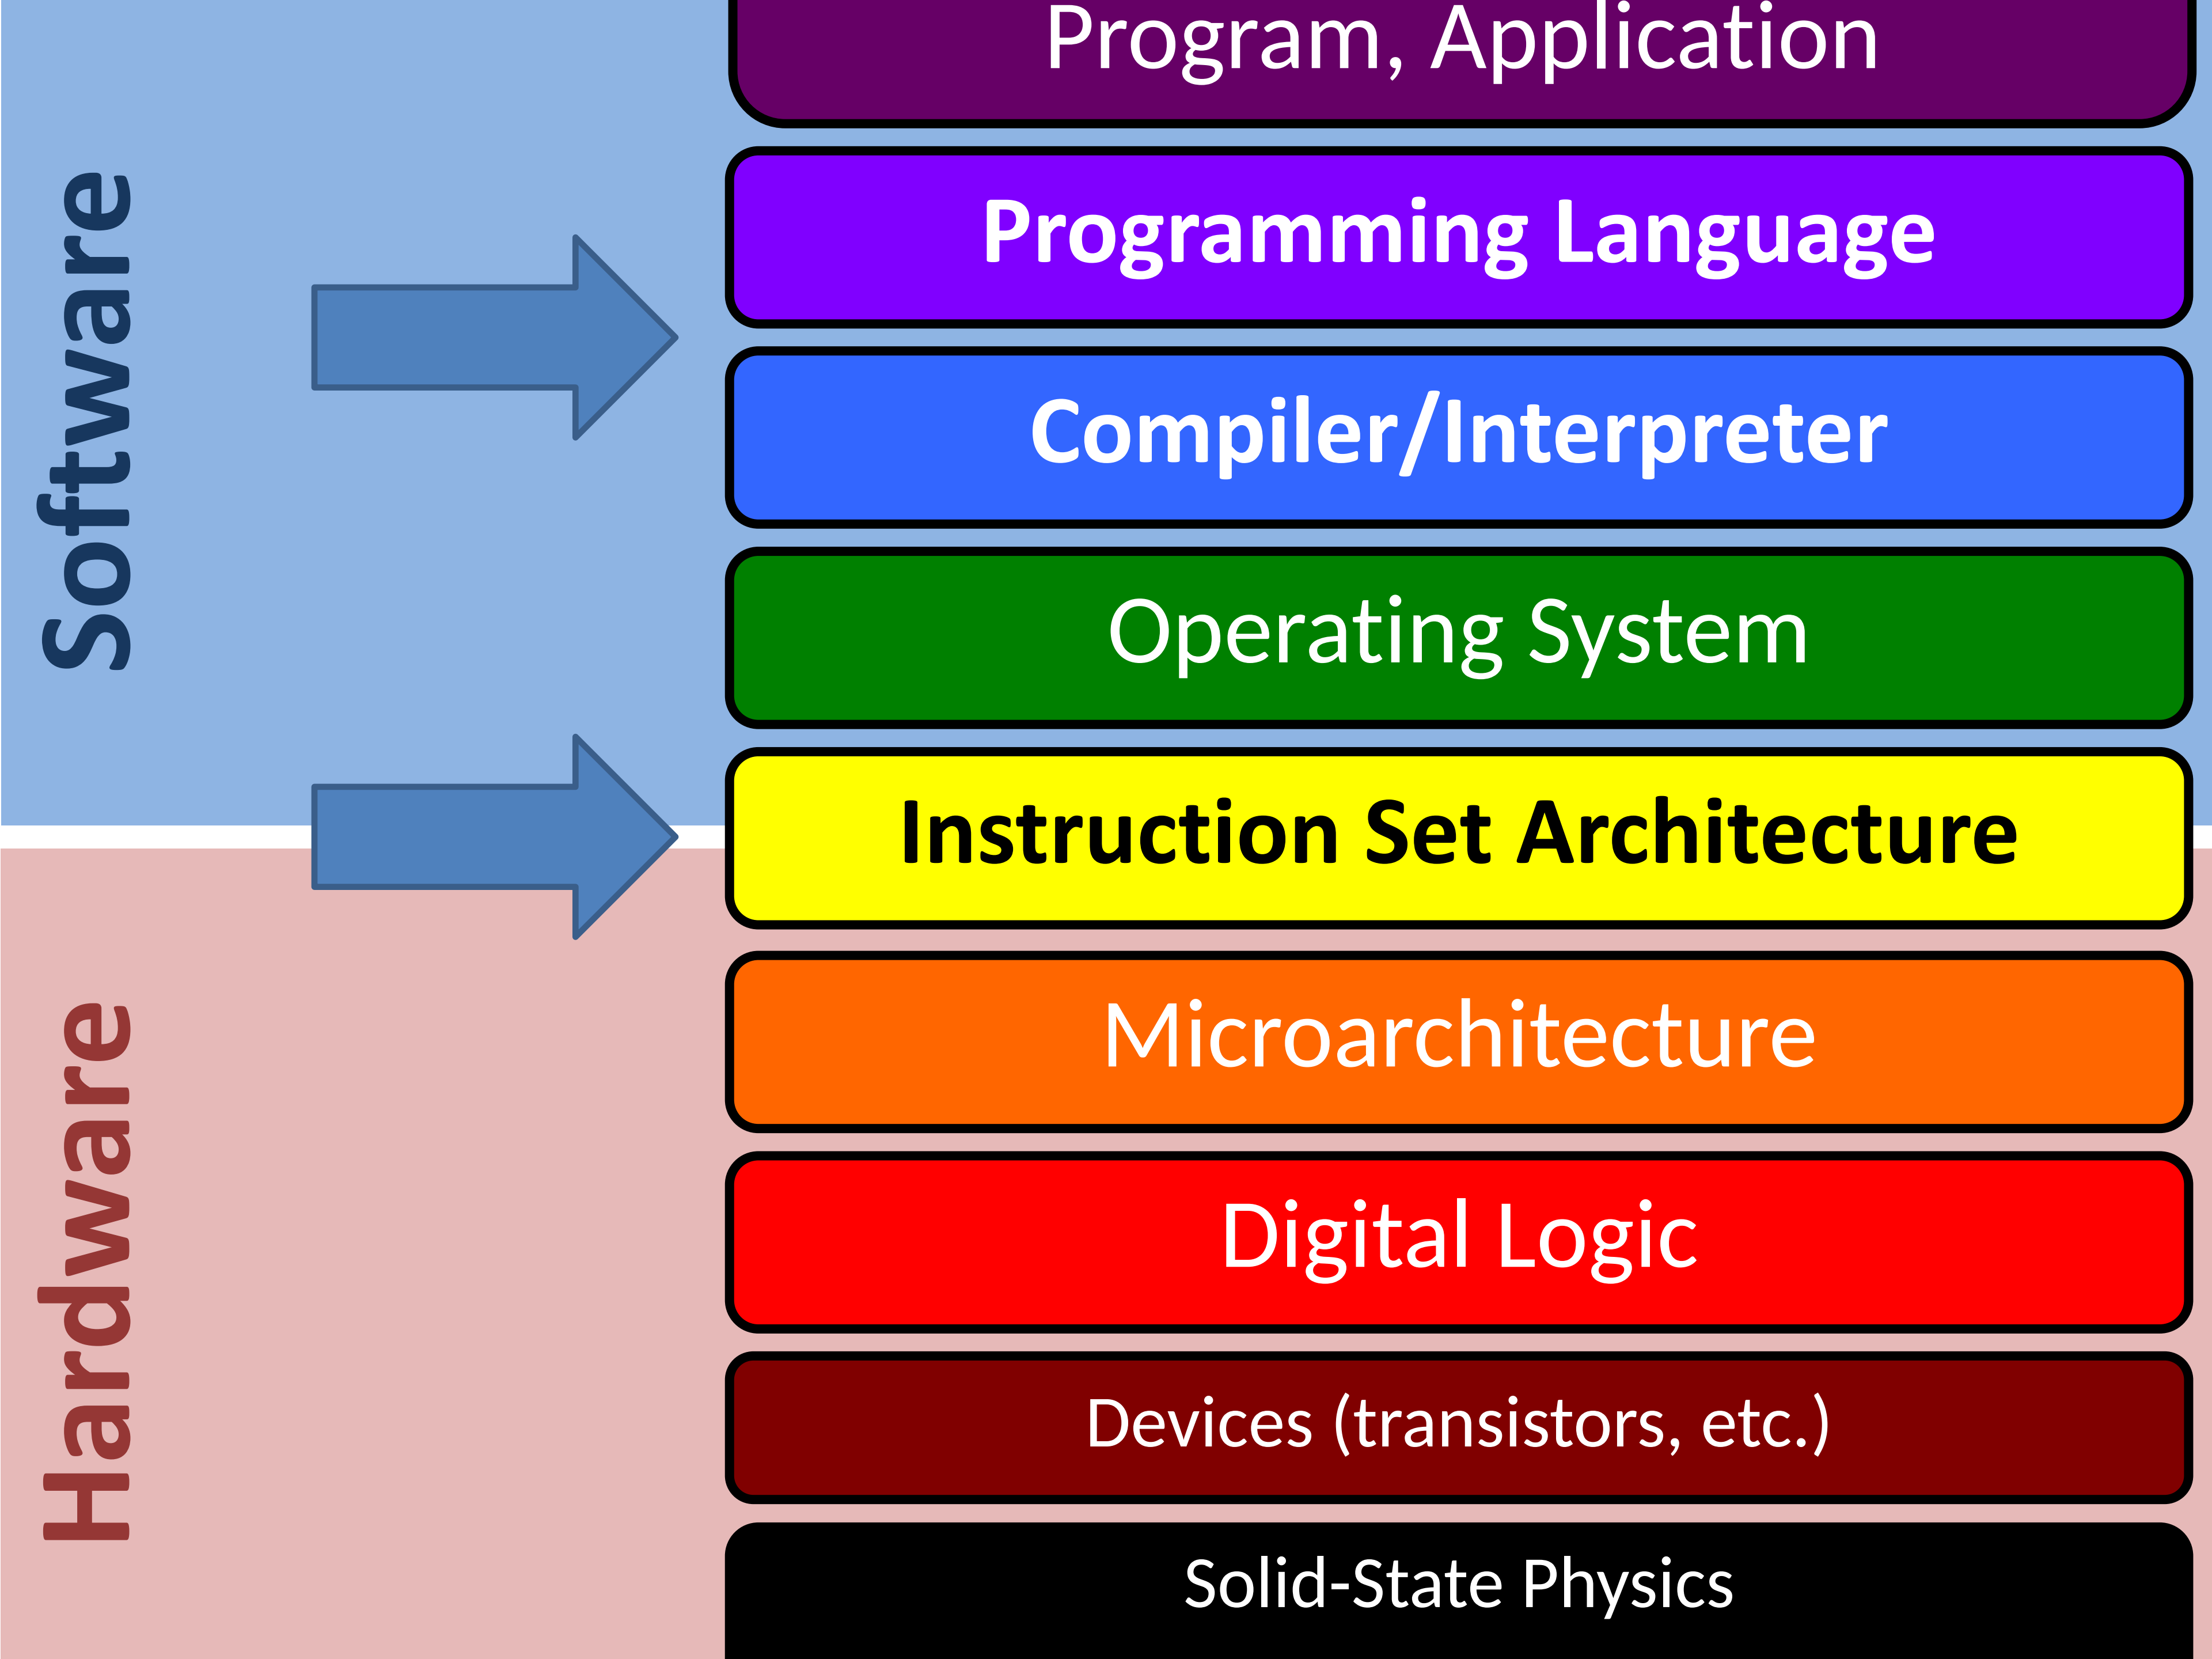 Software
Hardware
Program, Application
Programming Language
Compiler/Interpreter
Operating System
Instruction Set Architecture
Microarchitecture
Digital Logic
Devices (transistors, etc.)
Solid-State Physics